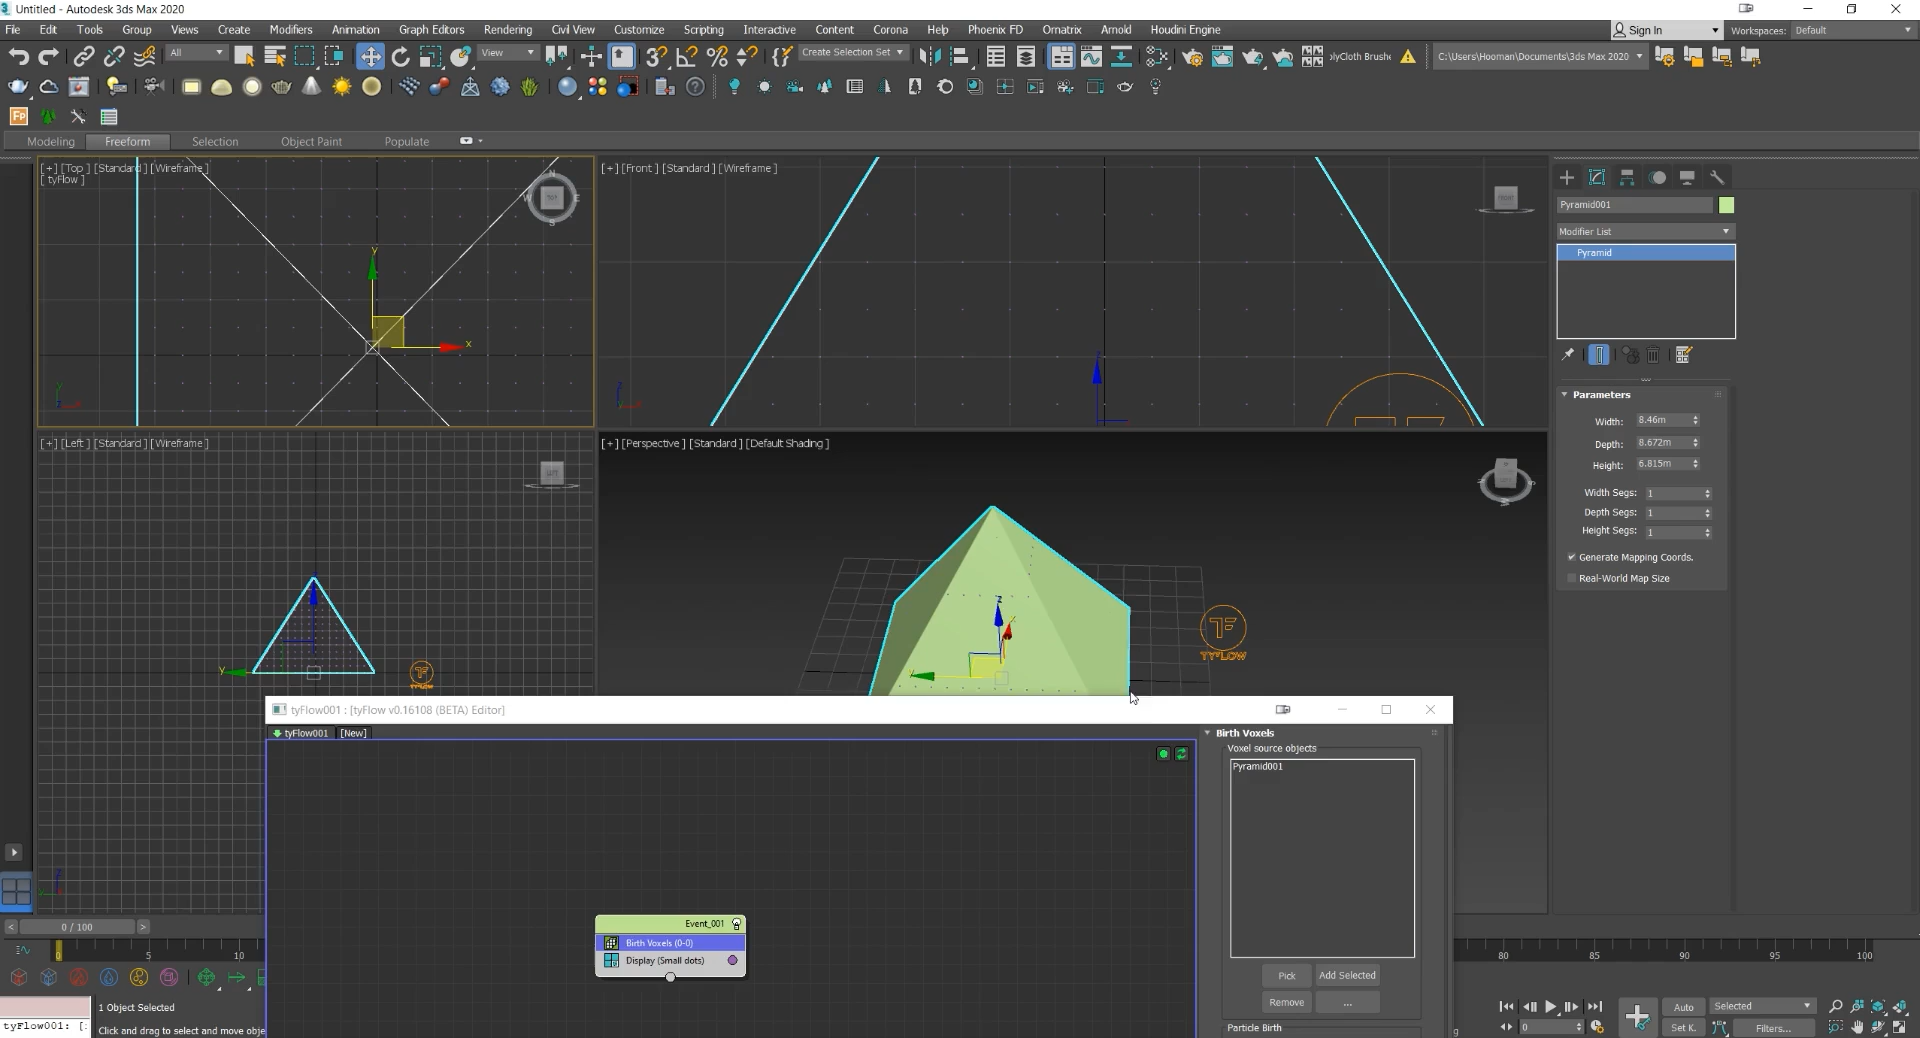 Untitled - Autodesk 3ds Max 2020
File Edit Tools Group Views Create Modifiers Animation Graph Editors Rendering Civil View Customize Scripting Interactive Content Corona Help Phoenix FD Ornatrix Arnold Houdini Engine
Sign In Workspaces: Default
All View Create Selection Set lyCloth Brushe C:\Users\Hooman\Documents\3ds Max 2020
Fp
Modeling Freeform Selection Object Paint Populate
[+] [Top ] [Standard ] [Wireframe ]
[ tyFlow ]
[+] [Front ] [Standard ] [Wireframe ]
Pyramid001
Modifier List
Pyramid
Parameters
Width: 8.46m
Depth: 8.672m
Height: 6.815m
Width Segs: 1
Depth Segs: 1
Height Segs: 1
Generate Mapping Coords.
Real-World Map Size
[+] [Left ] [Standard ] [Wireframe ]
[+] [Perspective ] [Standard ] [Default Shading ]
TYFLOW
tyFlow001 : [tyFlow v0.16108 (BETA) Editor]
tyFlow001 [New]
Birth Voxels
Voxel source objects
Pyramid001
Event_001
Birth Voxels (0-0)
Display (Small dots)
Pick Add Selected
Remove ...
Particle Birth
0 / 100
0 5 10 80 85 90 95 100
1 Object Selected
Click and drag to select and move obje
tyFlow001: [:
Auto Selected
0 Set K. Filters...